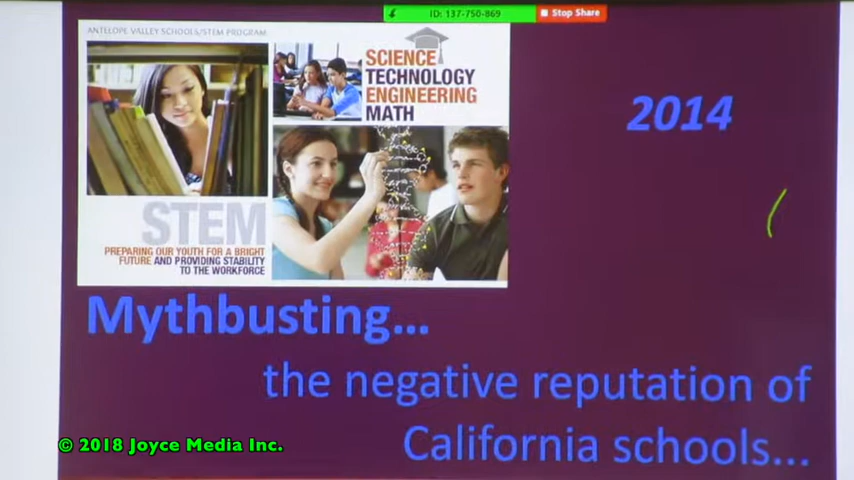 ID: 137-750-869
Stop Share
ANTELOPE VALLEY SCHOOLS/STEM PROGRAM
SCIENCE
TECHNOLOGY
ENGINEERING
MATH
2014
STEM
PREPARING OUR YOUTH FOR A BRIGHT
FUTURE AND PROVIDING STABILITY
TO THE WORKFORCE
Mythbusting...
the negative reputation of
California schools...
© 2018 Joyce Media Inc.